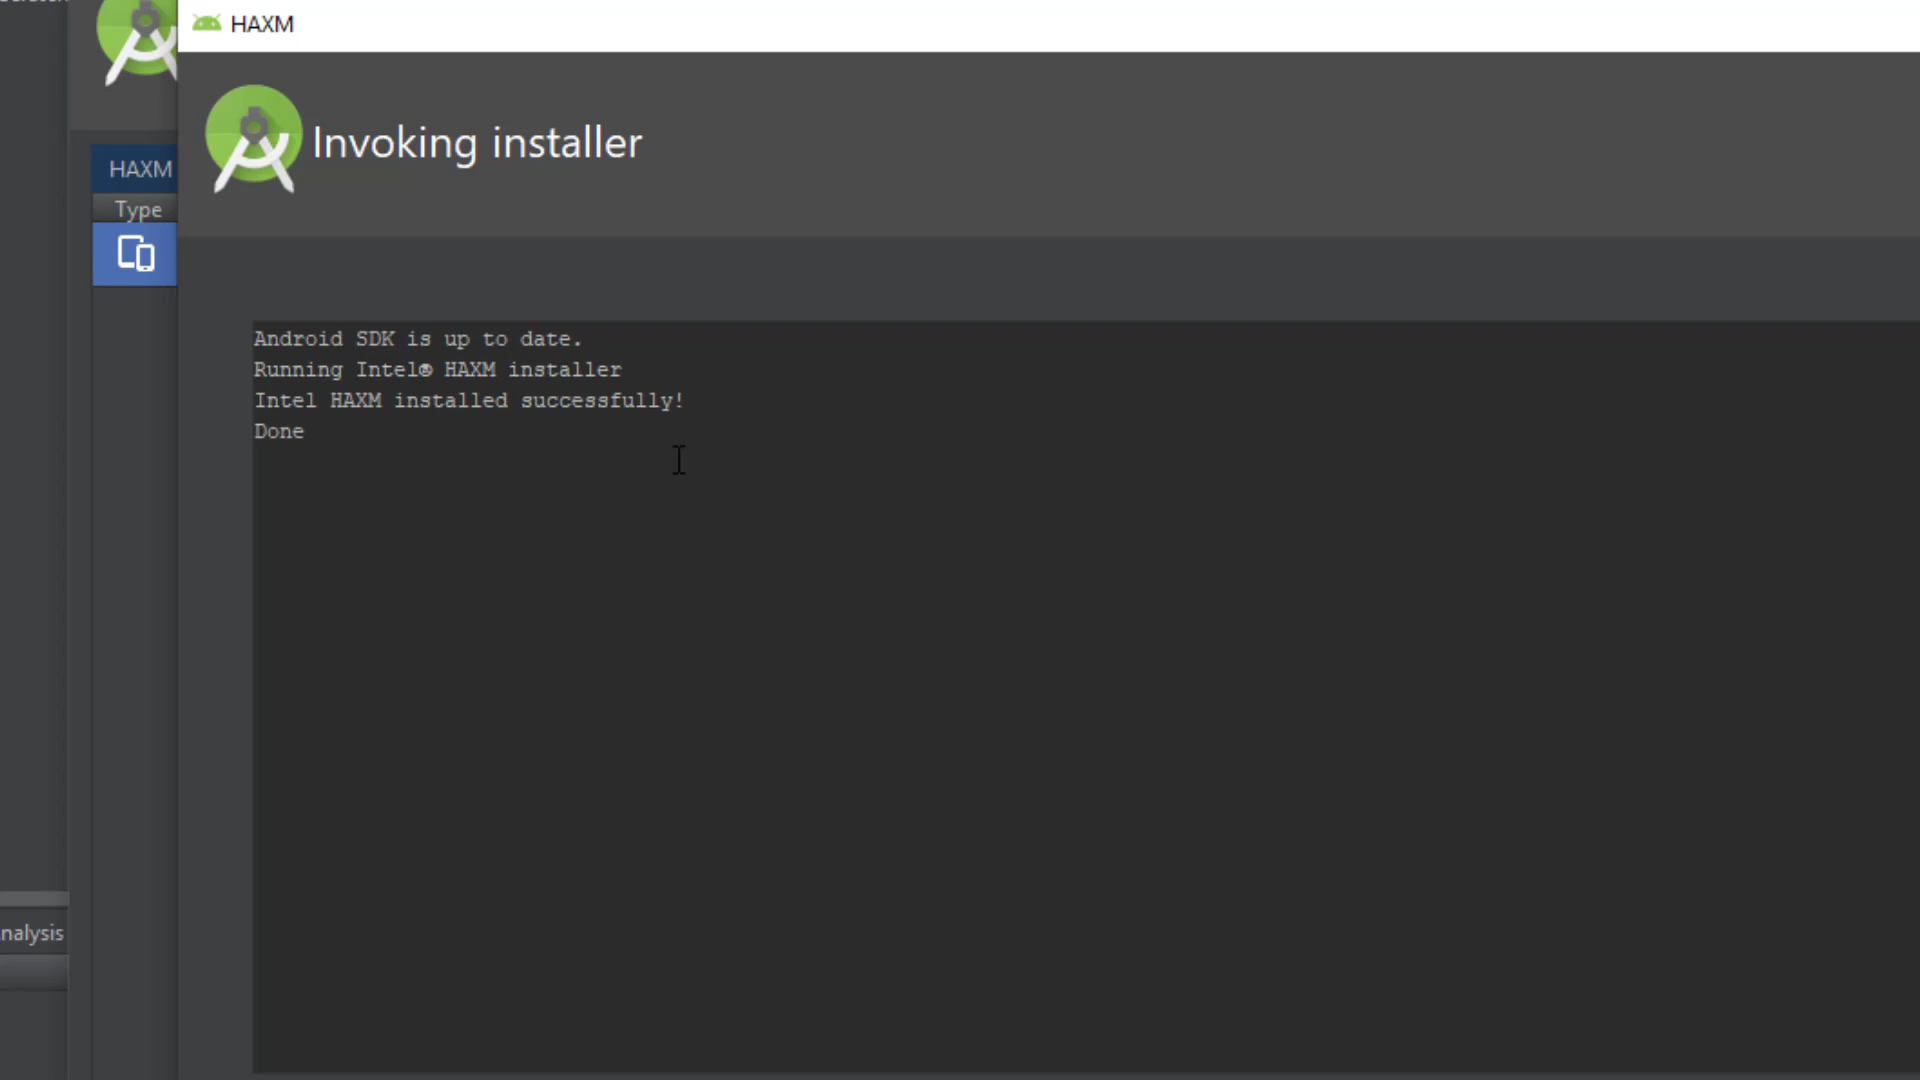 HAXM
Invoking installer
HAXM
Type
Android SDK is up to date.
Running Intel® HAXM installer
Intel HAXM installed successfully!
Done
nalysis